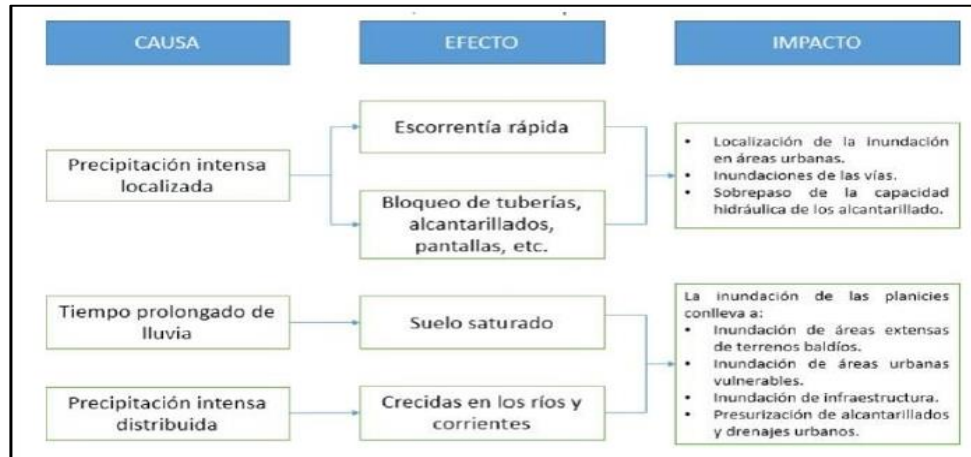 CAUSA
EFECTO
IMPACTO
Precipitación intensa
localizada
Escorrentía rápida
Bloqueo de tuberías,
alcantarillados,
pantallas, etc.
• Localización de la Inundación
en áreas urbanas.
• Inundaciones de las vías.
• Sobrepaso de la capacidad
hidráulica de los alcantarillado.
Tiempo prolongado de
lluvia
Suelo saturado
Precipitación intensa
distribuida
Crecidas en los ríos y
corrientes
La inundación de las planicies
conlleva a:
• Inundación de áreas extensas
de terrenos baldíos.
• Inundación de áreas urbanas
vulnerables.
• Inundación de infraestructura.
• Presurización de alcantarillados
y drenajes urbanos.